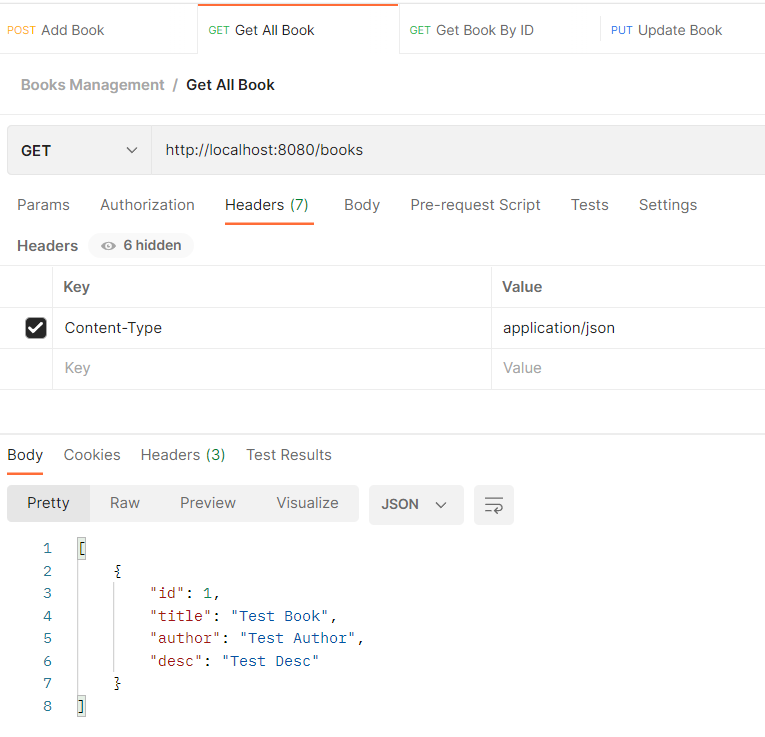 POST Add Book GET Get All Book GET Get Book By ID PUT Update Book
Books Management / Get All Book
GET http://localhost:8080/books
Params Authorization Headers (7) Body Pre-request Script Tests Settings
Headers 6 hidden
Key Value
Content-Type application/json
Key Value
Body Cookies Headers (3) Test Results
Pretty Raw Preview Visualize JSON
1 [
2 {
3 "id": 1,
4 "title": "Test Book",
5 "author": "Test Author",
6 "desc": "Test Desc"
7 }
8 ]